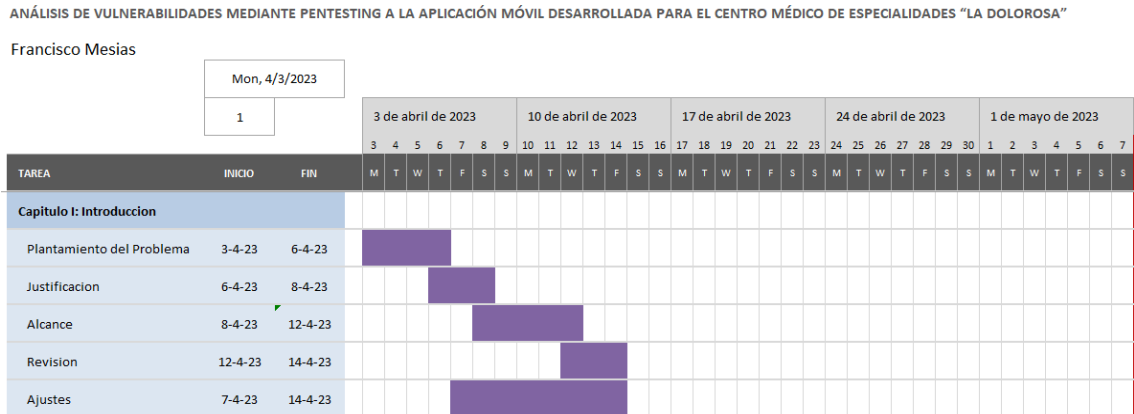 ANÁLISIS DE VULNERABILIDADES MEDIANTE PENTESTING A LA APLICACIÓN MÓVIL DESARROLLADA PARA EL CENTRO MÉDICO DE ESPECIALIDADES “LA DOLOROSA”
Francisco Mesias
Mon, 4/3/2023
1 3 de abril de 2023 10 de abril de 2023 17 de abril de 2023 24 de abril de 2023 1 de mayo de 2023
3 4 5 6 7 8 9 10 11 12 13 14 15 16 17 18 19 20 21 22 23 24 25 26 27 28 29 30 1 2 3 4 5 6 7
TAREA INICIO FIN M T W T F S S M T W T F S S M T W T F S S M T W T F S S M T W T F S S
Capitulo I: Introduccion
Plantamiento del Problema 3-4-23 6-4-23
Justificacion 6-4-23 8-4-23
Alcance 8-4-23 12-4-23
Revision 12-4-23 14-4-23
Ajustes 7-4-23 14-4-23